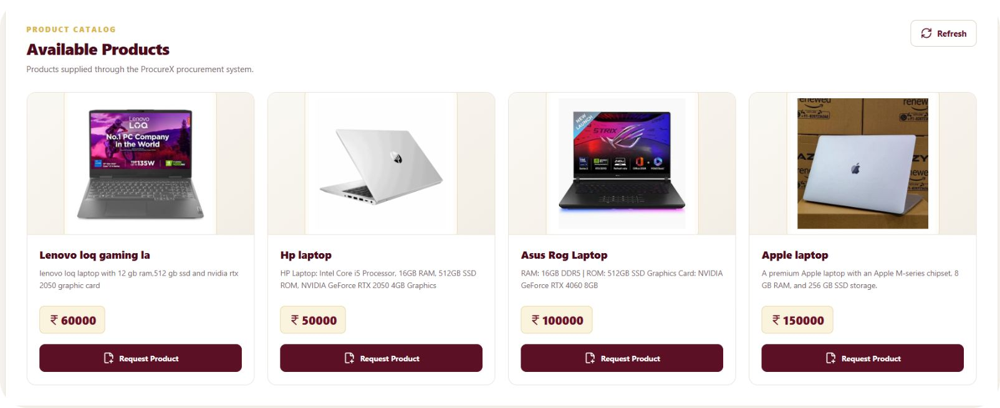 PRODUCT CATALOG
Available Products
Products supplied through the ProcureX procurement system.
Refresh
Lenovo
LOQ
No.1 PC Company
in the World
135W
NEW
LAUNCH
STRIX
renewed
renew
Lenovo loq gaming la
lenovo loq laptop with 12 gb ram,512 gb ssd and nvidia rtx
2050 graphic card
₹ 60000
Request Product
Hp laptop
HP Laptop: Intel Core i5 Processor, 16GB RAM, 512GB SSD
ROM, NVIDIA GeForce RTX 2050 4GB Graphics
₹ 50000
Request Product
Asus Rog Laptop
RAM: 16GB DDR5 | ROM: 512GB SSD Graphics Card: NVIDIA
GeForce RTX 4060 8GB
₹ 100000
Request Product
Apple laptop
A premium Apple laptop with an Apple M-series chipset, 8
GB RAM, and 256 GB SSD storage.
₹ 150000
Request Product